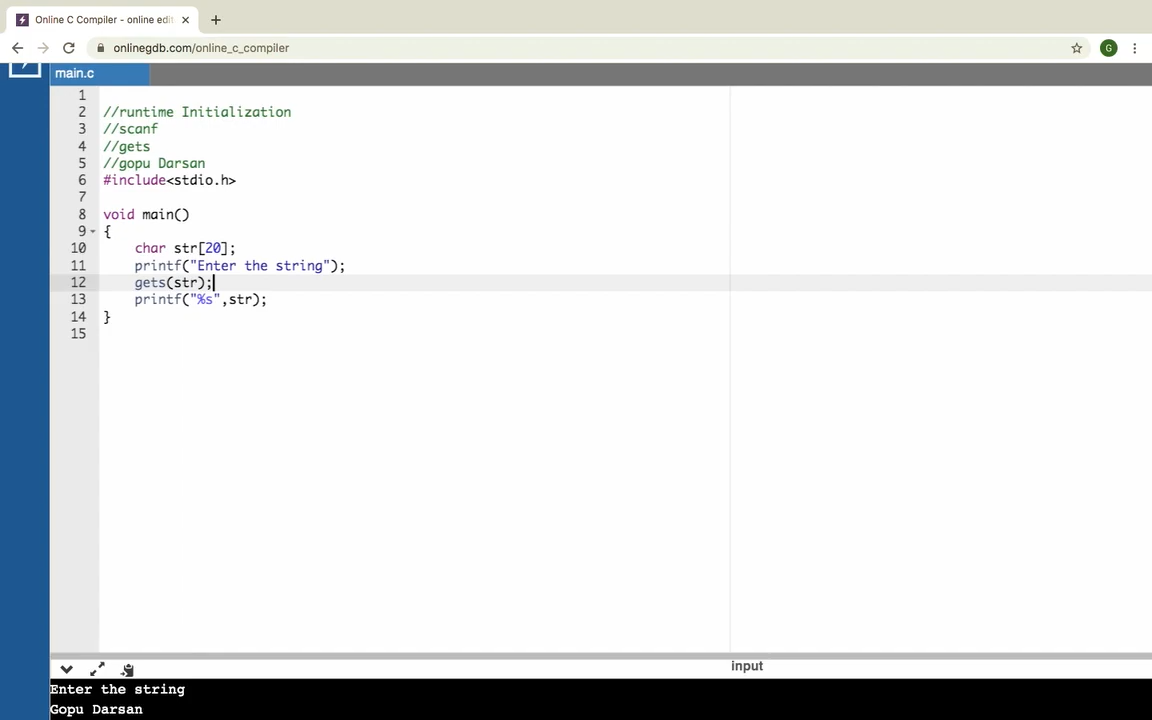 Online C Compiler - online edit
onlinegdb.com/online_c_compiler
G
main.c
1
2 //runtime Initialization
3 //scanf
4 //gets
5 //gopu Darsan
6 #include<stdio.h>
7
8 void main()
9 {
10 char str[20];
11 printf("Enter the string");
12 gets(str);
13 printf("%s",str);
14 }
15
input
Enter the string
Gopu Darsan